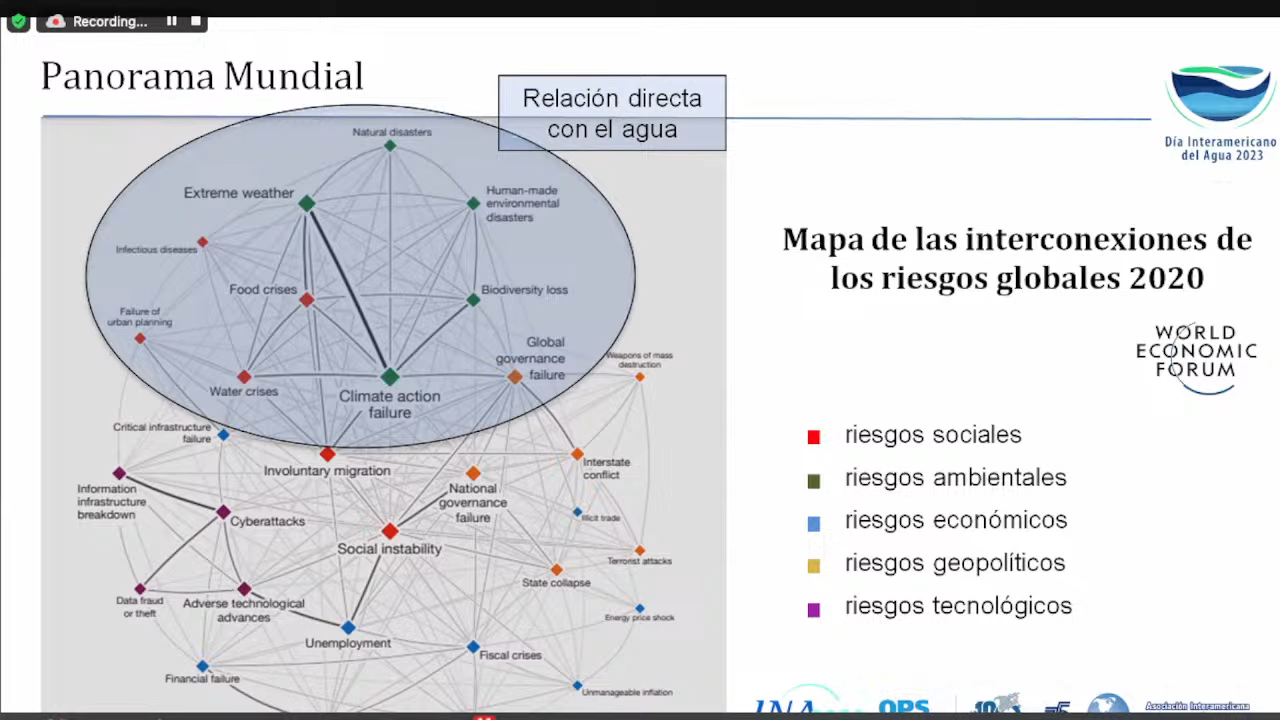 Recording...
Panorama Mundial
Relación directa
con el agua
Día Interamericano
del Agua 2023
Natural disasters
Extreme weather
Human-made
environmental
disasters
Infectious diseases
Food crises
Biodiversity loss
Failure of
urban planning
Global
governance
failure
Weapons of mass
destruction
Water crises
Climate action
failure
Critical infrastructure
failure
Involuntary migration
Interstate
conflict
Information
infrastructure
breakdown
National
governance
failure
Cyberattacks
Illicit trade
Social instability
Terrorist attacks
State collapse
Data fraud
or theft
Adverse technological
advances
Energy price shock
Unemployment
Fiscal crises
Financial failure
Unmanageable inflation
Mapa de las interconexiones de
los riesgos globales 2020
WORLD
ECONOMIC
FORUM
riesgos sociales
riesgos ambientales
riesgos económicos
riesgos geopolíticos
riesgos tecnológicos
INA
OPS
Asociación Interamericana